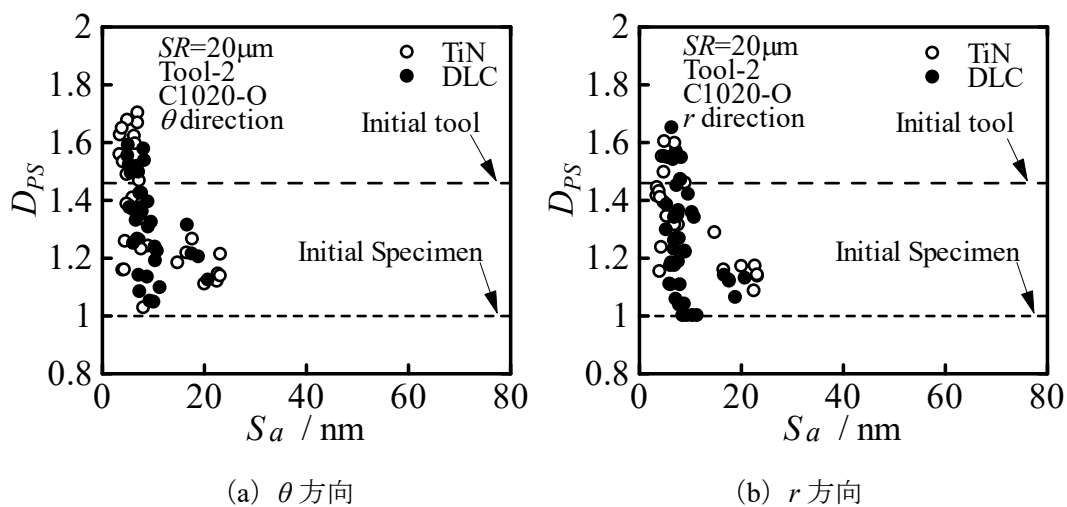 2
1.8
1.6
1.4
1.2
1
0.8
D_PS
SR=20μm
Tool-2
C1020-O
θ direction
TiN
DLC
Initial tool
Initial Specimen
0 20 40 60 80
Sa / nm
(a) θ 方向
2
1.8
1.6
1.4
1.2
1
0.8
D_PS
SR=20μm
Tool-2
C1020-O
r direction
TiN
DLC
Initial tool
Initial Specimen
0 20 40 60 80
Sa / nm
(b) r 方向